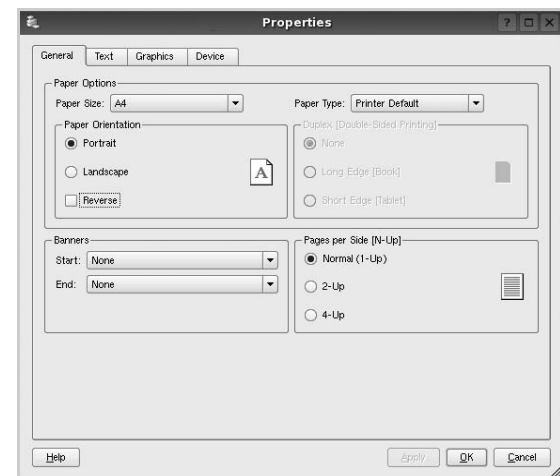 Properties
General Text Graphics Device
Paper Options
Paper Size: A4 Paper Type: Printer Default
Paper Orientation Duplex [Double-Sided Printing]
Portrait None
Landscape A Long Edge [Book]
Reverse Short Edge [Tablet]
Banners Pages per Side [N-Up]
Start: None Normal (1-Up)
End: None 2-Up
4-Up
Help Apply OK Cancel